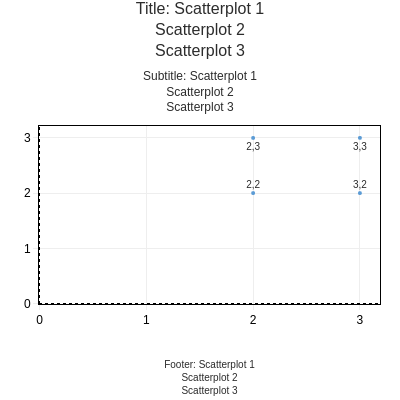 Title: Scatterplot 1
Scatterplot 2
Scatterplot 3
Subtitle: Scatterplot 1
Scatterplot 2
Scatterplot 3
3
2,3
3,3
2,2
3,2
2
1
0
0 1 2 3
Footer: Scatterplot 1
Scatterplot 2
Scatterplot 3